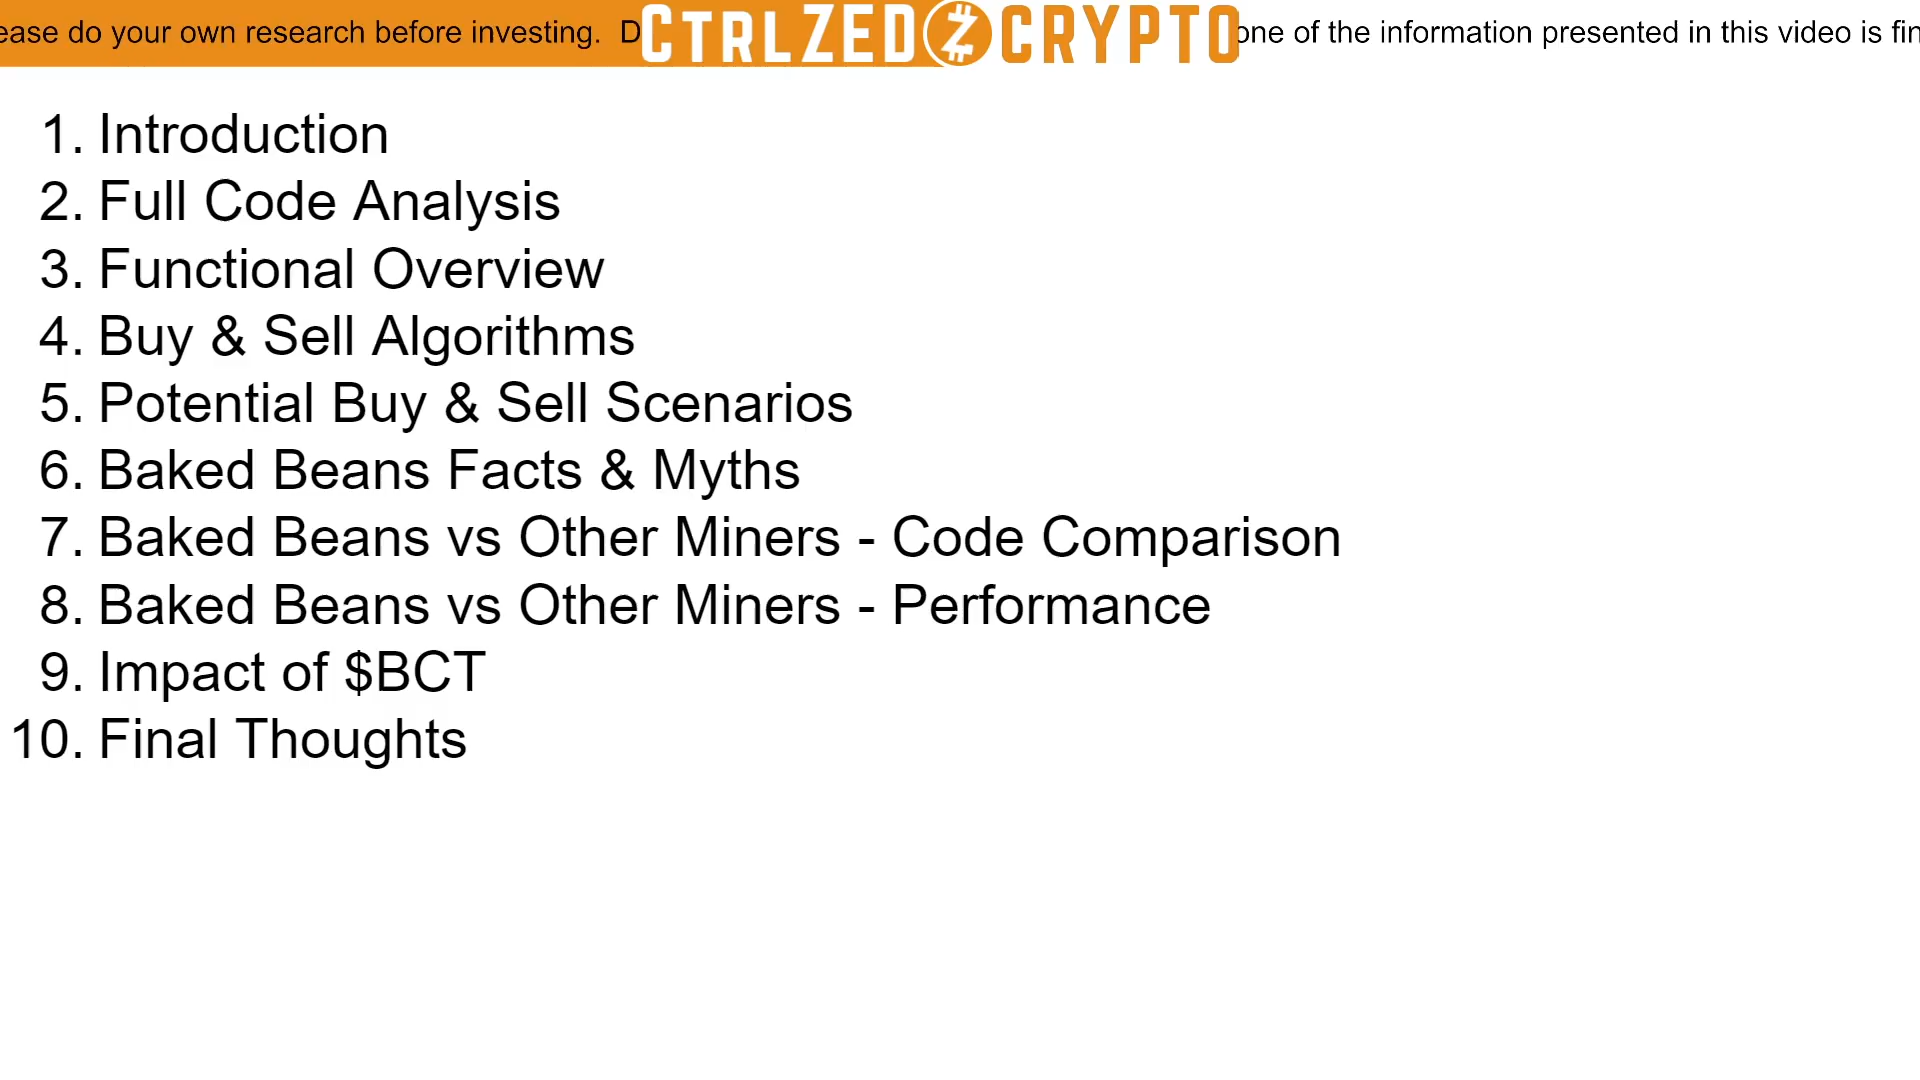 ease do your own research before investing. D CTRLZED CRYPTO one of the information presented in this video is fin
1. Introduction
2. Full Code Analysis
3. Functional Overview
4. Buy & Sell Algorithms
5. Potential Buy & Sell Scenarios
6. Baked Beans Facts & Myths
7. Baked Beans vs Other Miners - Code Comparison
8. Baked Beans vs Other Miners - Performance
9. Impact of $BCT
10. Final Thoughts